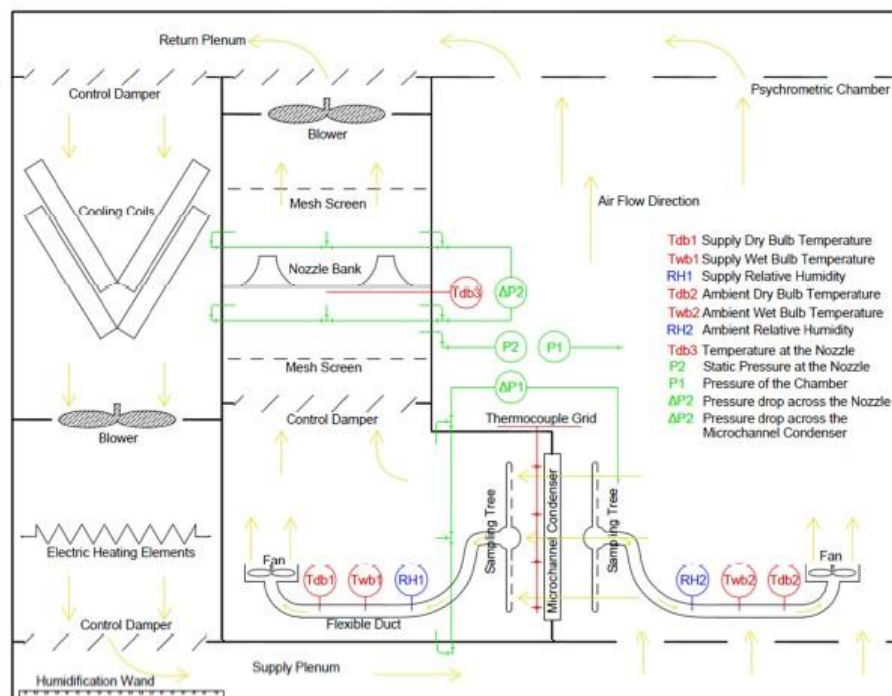 Return Plenum
Control Damper
Psychrometric Chamber
Blower
Cooling Coils
Mesh Screen
Air Flow Direction
Nozzle Bank
Tdb3
ΔP2
Tdb1 Supply Dry Bulb Temperature
Twb1 Supply Wet Bulb Temperature
RH1 Supply Relative Humidity
Tdb2 Ambient Dry Bulb Temperature
Twb2 Ambient Wet Bulb Temperature
RH2 Ambient Relative Humidity
Tdb3 Temperature at the Nozzle
P2 Static Pressure at the Nozzle
P1 Pressure of the Chamber
ΔP2 Pressure drop across the Nozzle
ΔP2 Pressure drop across the
Microchannel Condenser
P2
P1
Mesh Screen
ΔP1
Blower
Control Damper
Thermocouple Grid
Sampling Tree
Microchannel Condenser
Sampling Tree
Electric Heating Elements
Fan
Tdb1
Twb1
RH1
RH2
Twb2
Tdb2
Fan
Flexible Duct
Control Damper
Supply Plenum
Humidification Wand